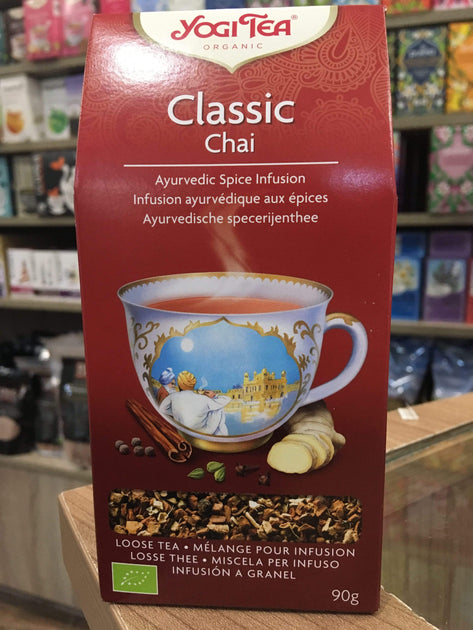 YOGI TEA®
ORGANIC
Classic
Chai
Ayurvedic Spice Infusion
Infusion ayurvédique aux épices
Ayurvedische specerijenthee
LOOSE TEA • MÉLANGE POUR INFUSION
LOSSE THEE • MISCELA PER INFUSO
INFUSIÓN A GRANEL
90g